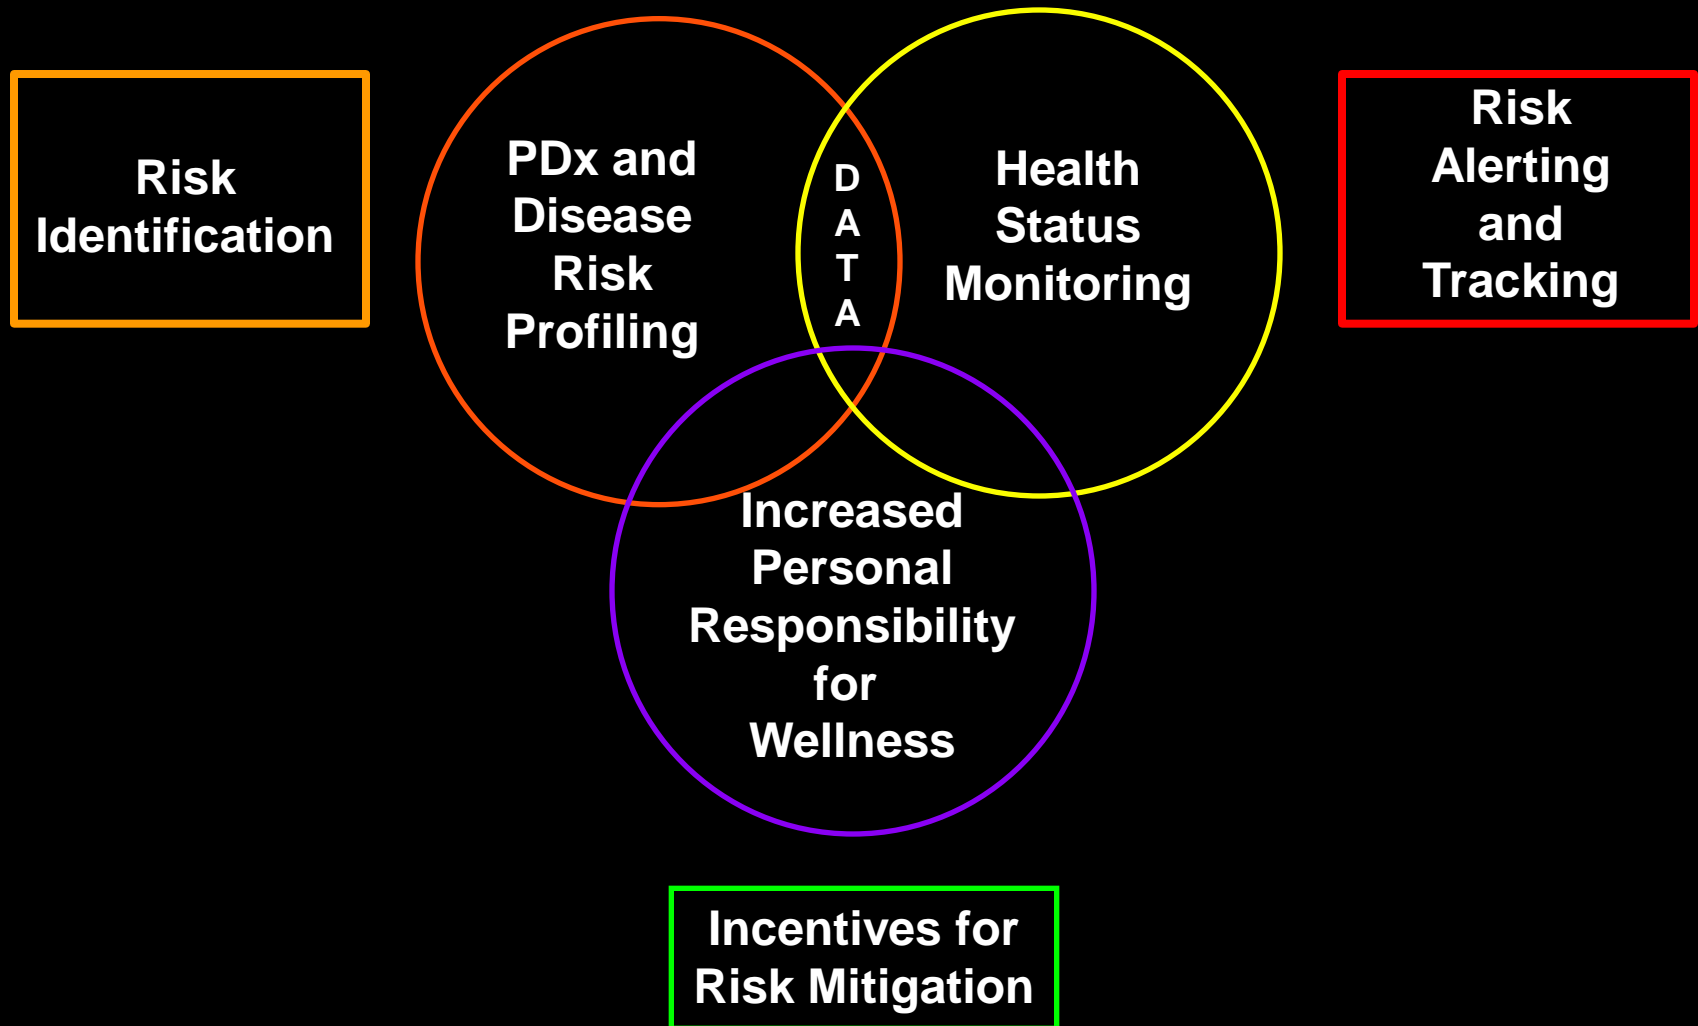 Risk
Identification
PDx and
Disease
Risk
Profiling
D
A
T
A
Health
Status
Monitoring
Risk
Alerting
and
Tracking
Increased
Personal
Responsibility
for
Wellness
Incentives for
Risk Mitigation